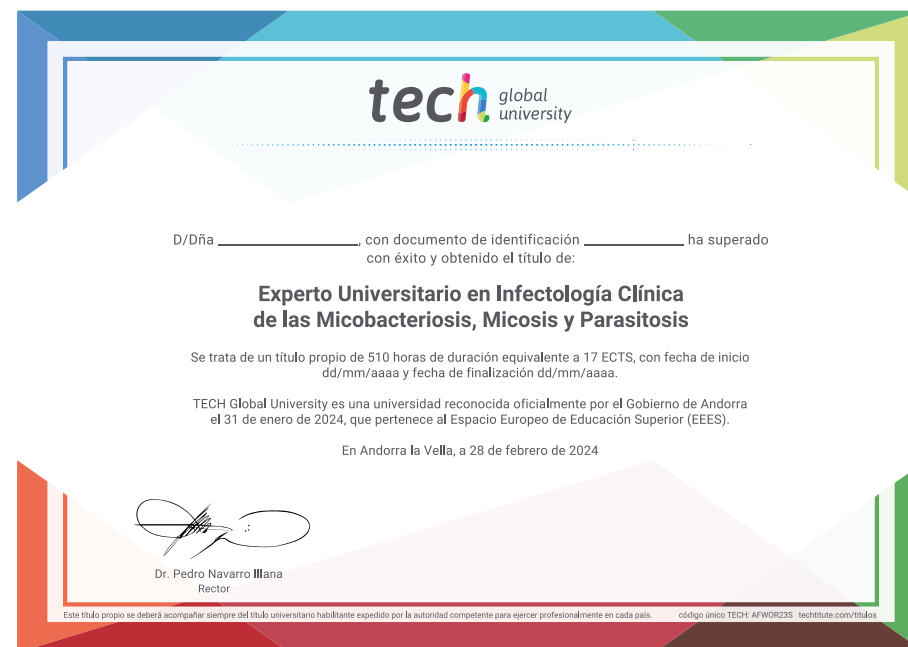 tech global university
D/Dña ______________, con documento de identificación __________ ha superado
con éxito y obtenido el título de:
Experto Universitario en Infectología Clínica
de las Micobacteriosis, Micosis y Parasitosis
Se trata de un título propio de 510 horas de duración equivalente a 17 ECTS, con fecha de inicio
dd/mm/aaaa y fecha de finalización dd/mm/aaaa.
TECH Global University es una universidad reconocida oficialmente por el Gobierno de Andorra
el 31 de enero de 2024, que pertenece al Espacio Europeo de Educación Superior (EEES).
En Andorra la Vella, a 28 de febrero de 2024
Dr. Pedro Navarro Illana
Rector
Este título propio se deberá acompañar siempre del título universitario habilitante expedido por la autoridad competente para ejercer profesionalmente en cada país. código único TECH: AFWOR23S techtitute.com/titulos